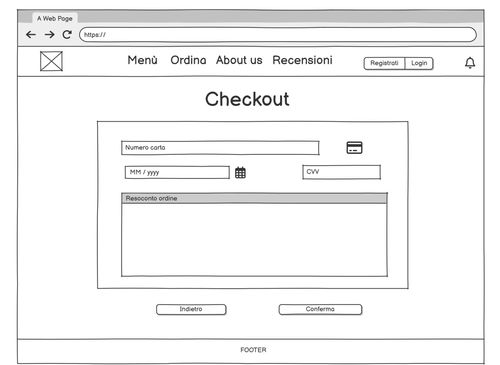 A Web Page
https://
Menù Ordina About us Recensioni Registrati Login
Checkout
Numero carta
MM / yyyy
CVV
Resoconto ordine
Indietro Conferma
FOOTER